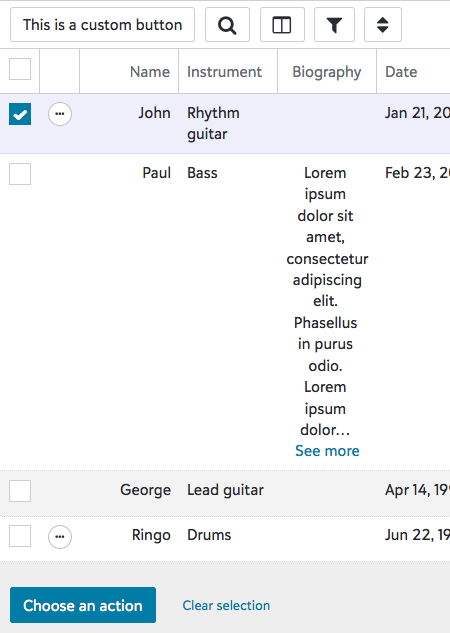 This is a custom button
Name Instrument Biography Date
John Rhythm guitar Jan 21, 20
Paul Bass Lorem Feb 23, 2
ipsum
dolor sit
amet,
consectetur
adipiscing
elit.
Phasellus
in purus
odio.
Lorem
ipsum
dolor…
See more
George Lead guitar Apr 14, 19
Ringo Drums Jun 22, 19
Choose an action Clear selection